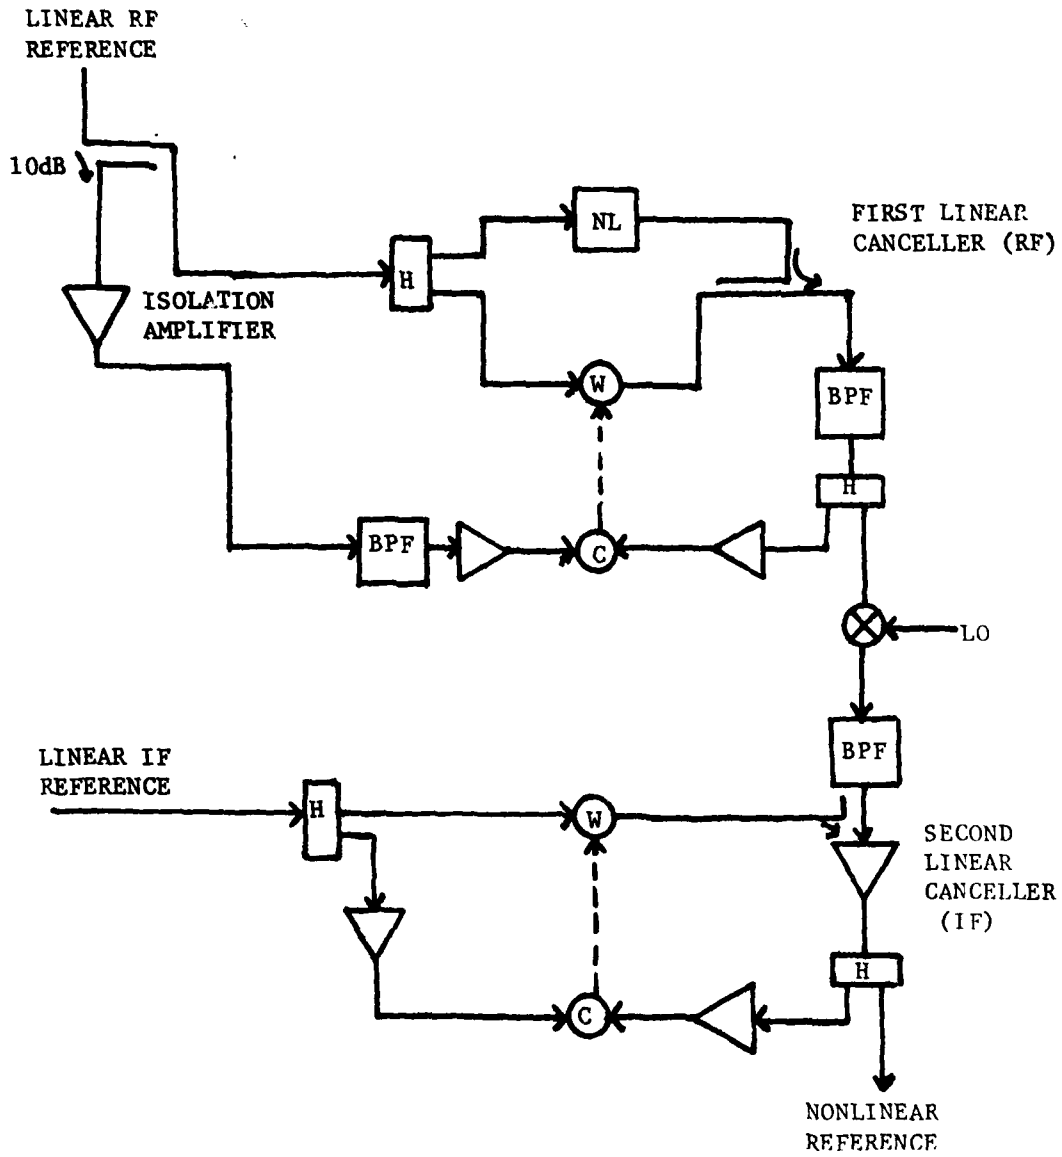 LINEAR RF
REFERENCE
10dB
NL
FIRST LINEAR
CANCELLER (RF)
H
ISOLATION
AMPLIFIER
W
BPF
H
BPF
C
LO
BPF
LINEAR IF
REFERENCE
H
W
SECOND
LINEAR
CANCELLER
(IF)
H
C
NONLINEAR
REFERENCE